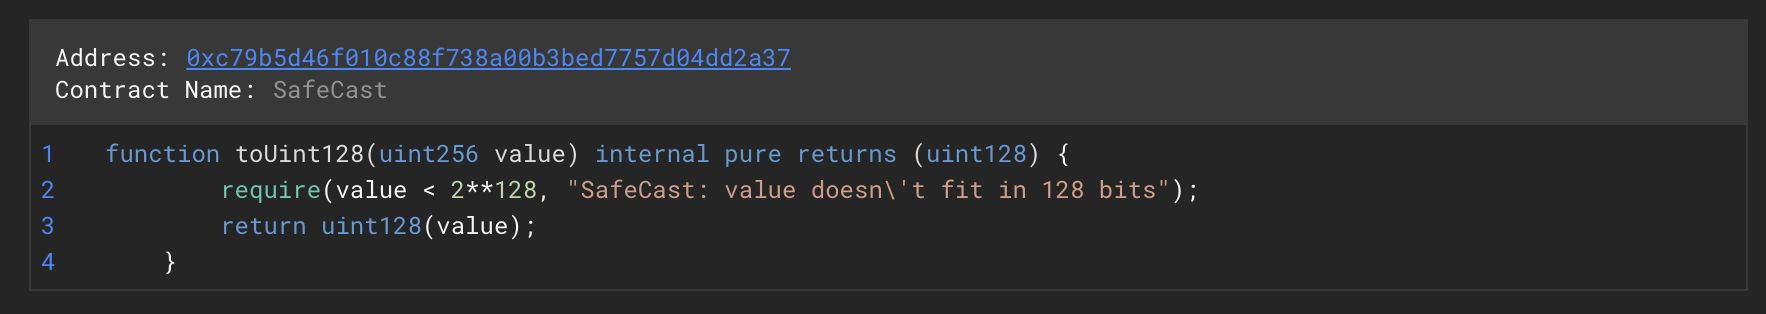 Address: 0xc79b5d46f010c88f738a00b3bed7757d04dd2a37
Contract Name: SafeCast
1 function toUint128(uint256 value) internal pure returns (uint128) {
2 require(value < 2**128, "SafeCast: value doesn\'t fit in 128 bits");
3 return uint128(value);
4 }